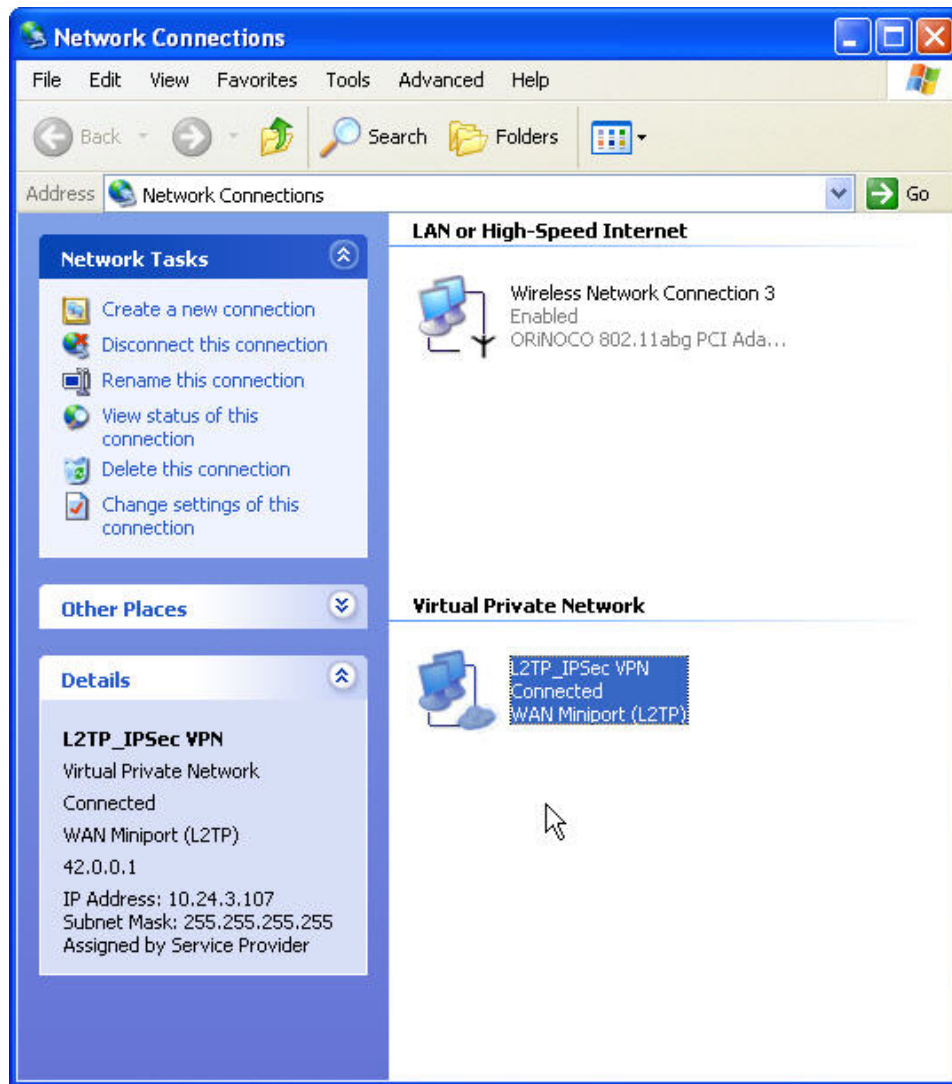 Network Connections
File Edit View Favorites Tools Advanced Help
Back Search Folders
Address Network Connections Go
Network Tasks
Create a new connection
Disconnect this connection
Rename this connection
View status of this
connection
Delete this connection
Change settings of this
connection
Other Places
Details
L2TP_IPSec VPN
Virtual Private Network
Connected
WAN Miniport (L2TP)
42.0.0.1
IP Address: 10.24.3.107
Subnet Mask: 255.255.255.255
Assigned by Service Provider
LAN or High-Speed Internet
Wireless Network Connection 3
Enabled
ORiNOCO 802.11abg PCI Ada...
Virtual Private Network
L2TP_IPSec VPN
Connected
WAN Miniport (L2TP)